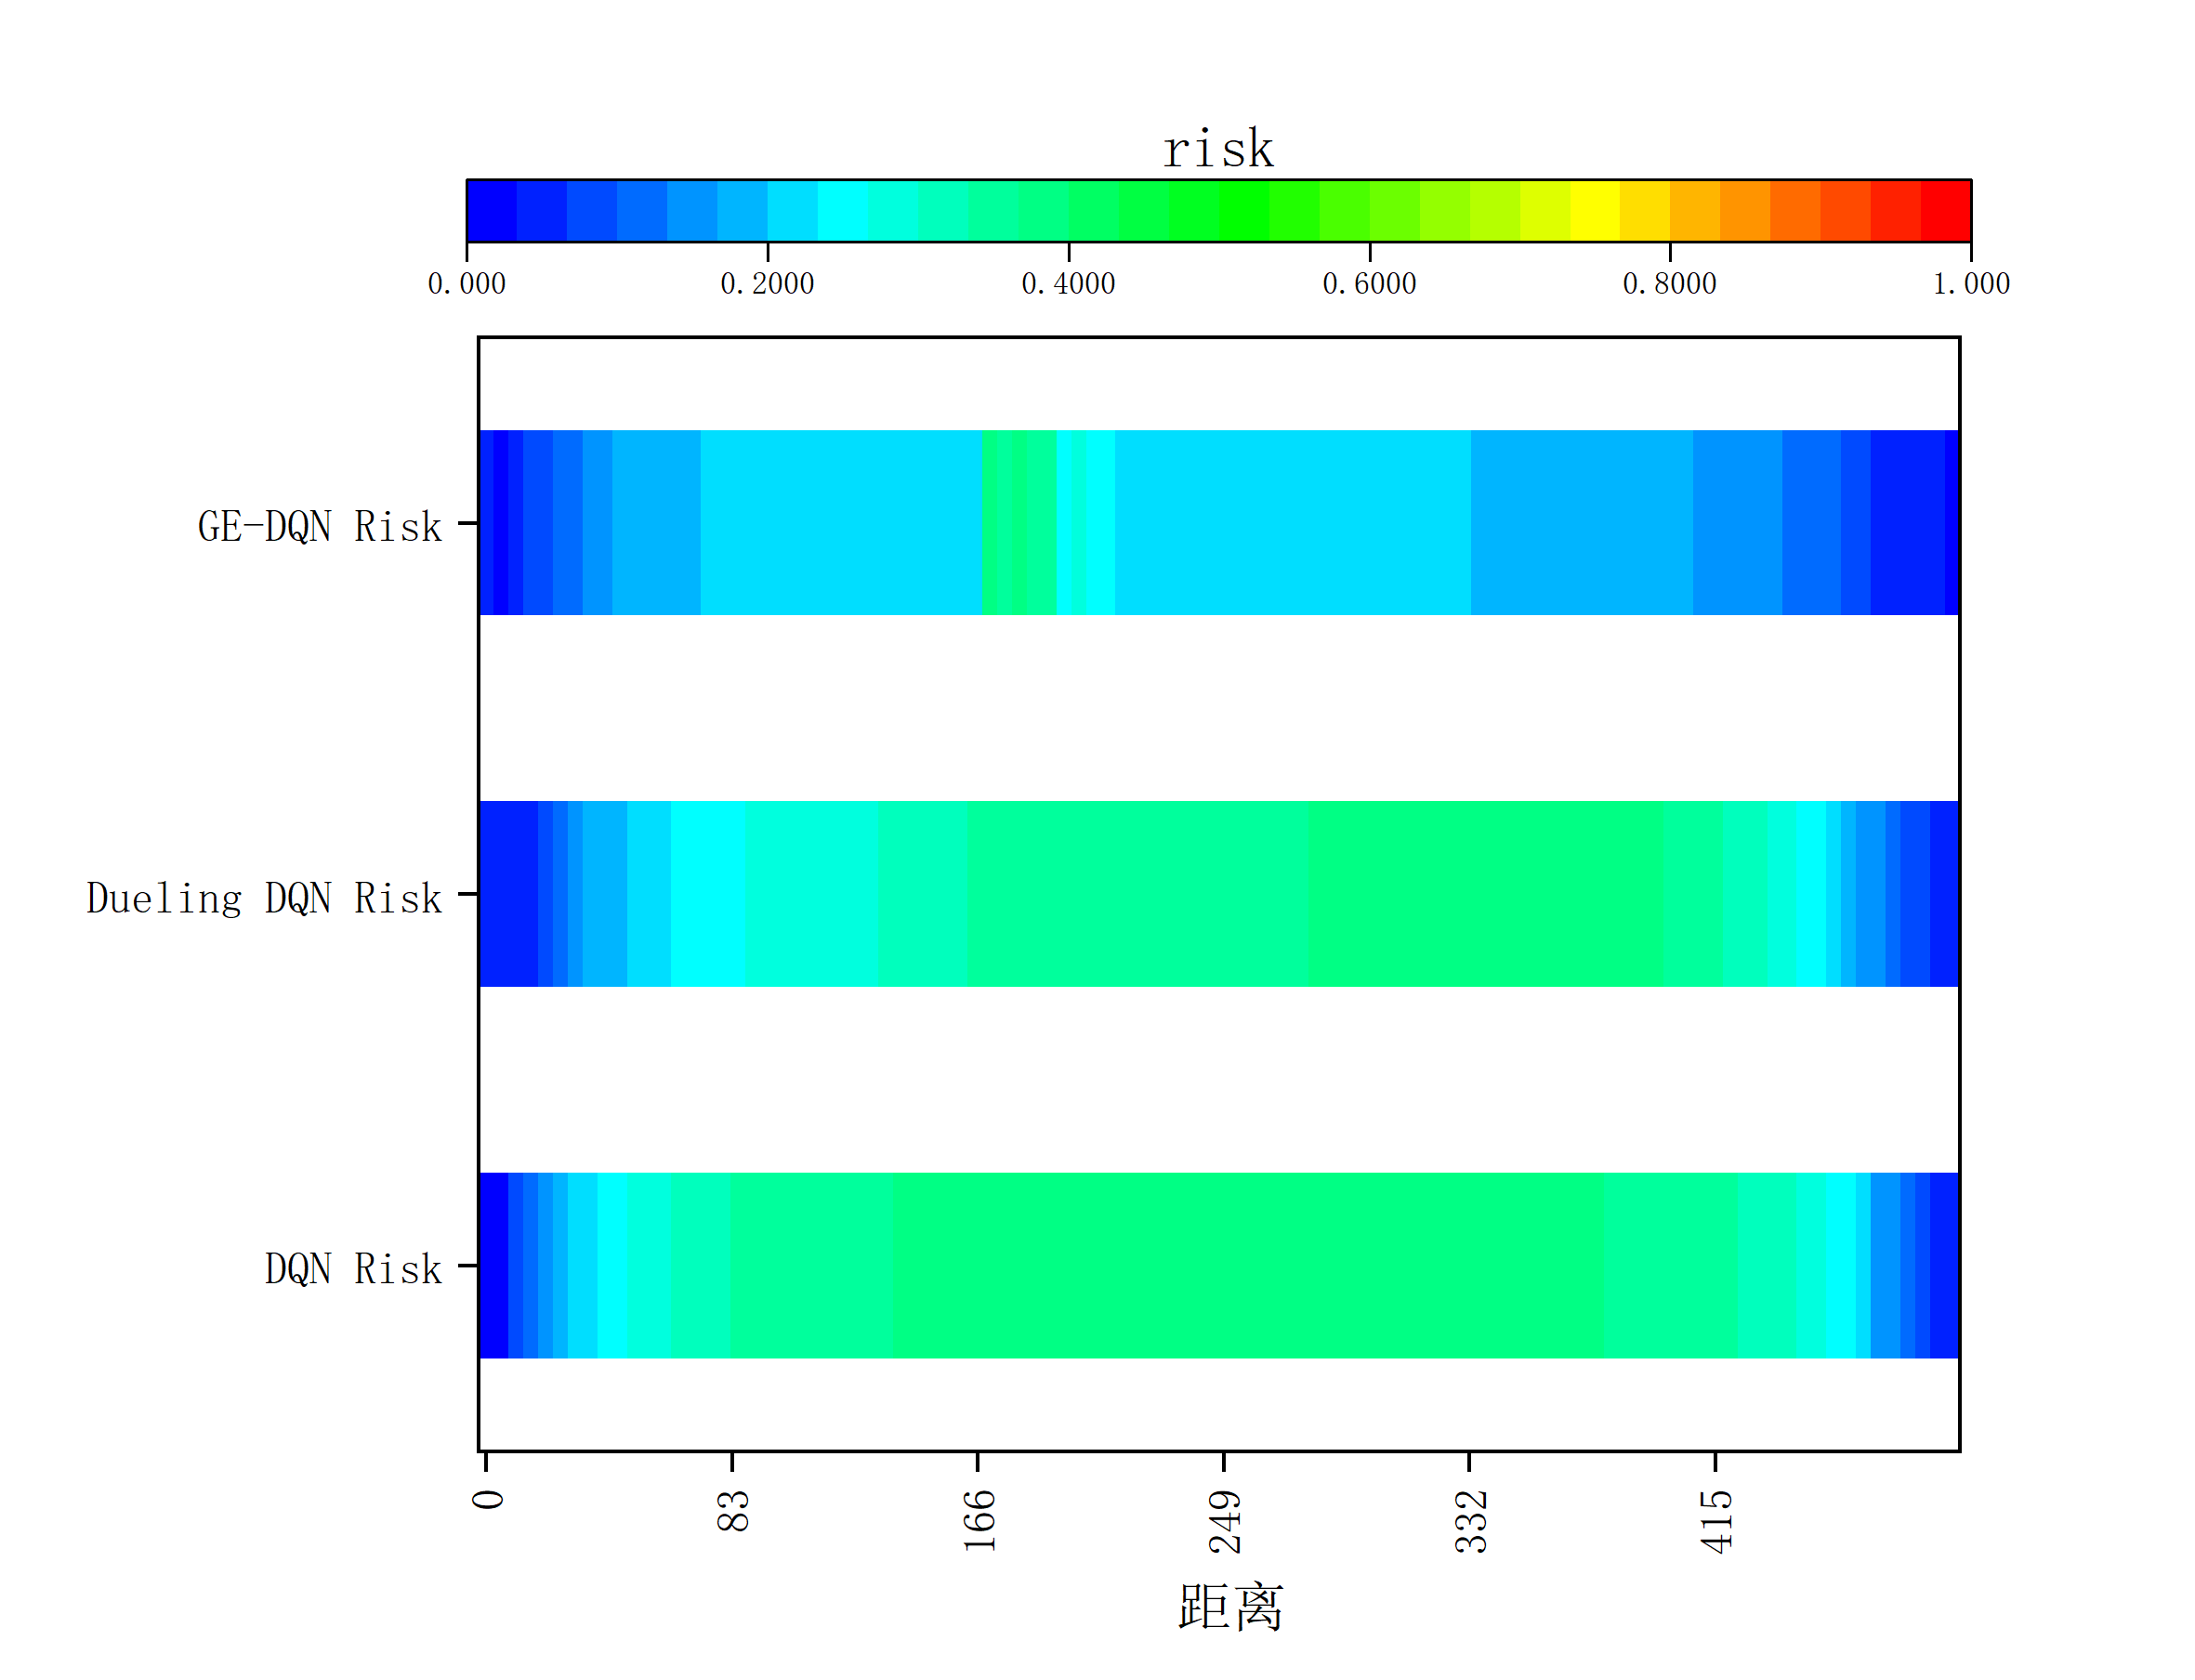 risk
0.000 0.2000 0.4000 0.6000 0.8000 1.000
GE-DQN Risk
Dueling DQN Risk
DQN Risk
0 83 166 249 332 415
距离